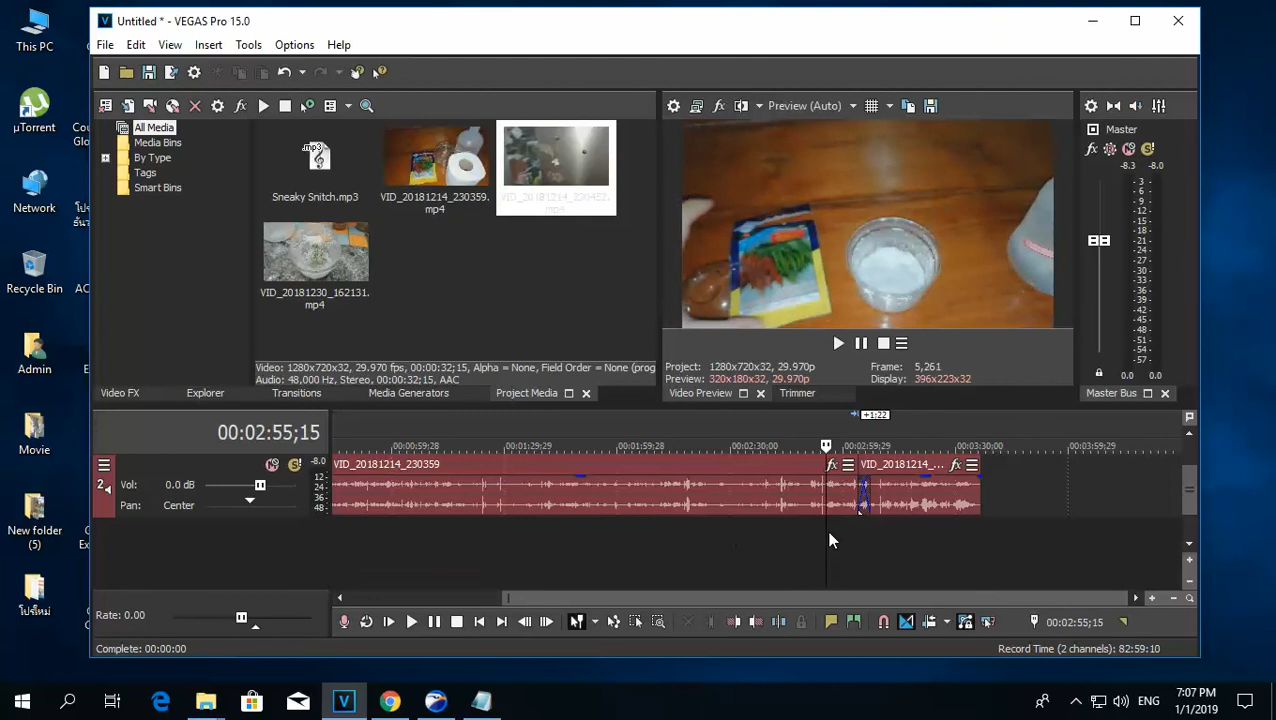 Untitled * - VEGAS Pro 15.0
File Edit View Insert Tools Options Help
This PC
µTorrent
Network
Recycle Bin
Admin
Movie
New folder
(5)
All Media
Media Bins
By Type
Tags
Smart Bins
.mp3
Sneaky Snitch.mp3
VID_20181214_230359.
mp4
VID_20181214_220452.
mp4
VID_20181230_162131.
mp4
Video: 1280x720x32, 29.970 fps, 00:00:32;15, Alpha = None, Field Order = None (prog
Audio: 48,000 Hz, Stereo, 00:00:32;15, AAC
Video FX Explorer Transitions Media Generators Project Media
Preview (Auto)
Project: 1280x720x32, 29.970p
Frame: 5,261
Preview: 320x180x32, 29.970p
Display: 396x223x32
Video Preview Trimmer
Master
-8.3 -8.0
- 3 -
- 6 -
- 9 -
-12-
-15-
-18-
-21-
-24-
-27-
-30-
-33-
-36-
-39-
-42-
-45-
-48-
-51-
-54-
-57-
0.0 0.0
Master Bus
+1;22
00:02:55;15
00:00:59;28 00:01:29;29 00:01:59;28 00:02:30;00 00:02:59;29 00:03:30;00 00:03:59;29
-8.0
12
24
36
48
2
Vol: 0.0 dB
Pan: Center
VID_20181214_230359
fx
VID_20181214_...
fx
Rate: 0.00
00:02:55;15
Complete: 00:00:00
Record Time (2 channels): 82:59:10
ENG
7:07 PM
1/1/2019